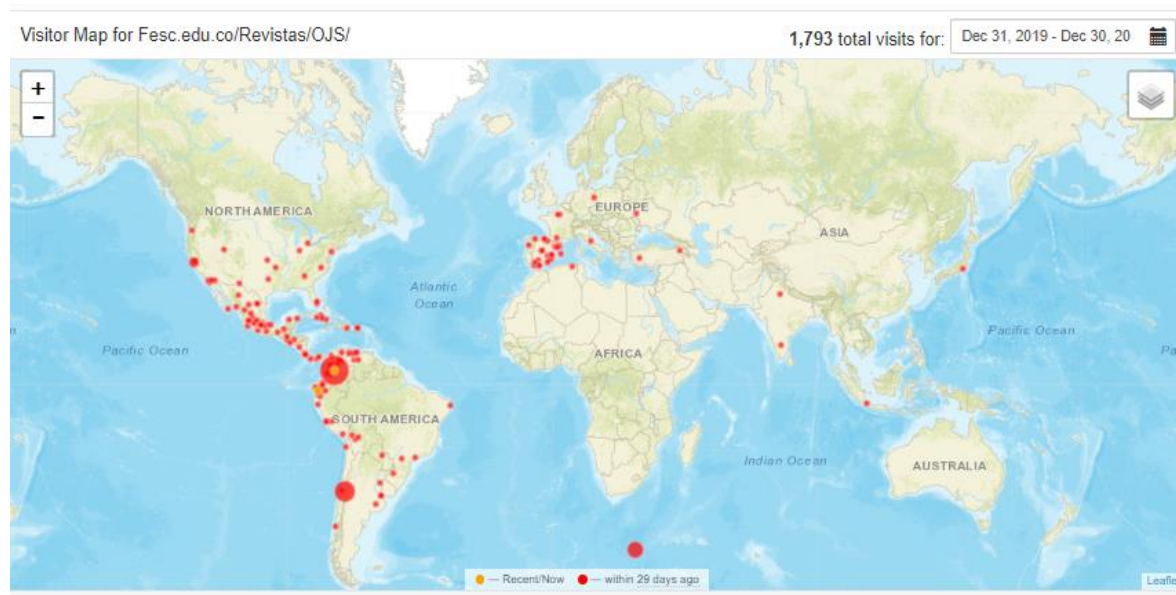 Visitor Map for Fesc.edu.co/Revistas/OJS/
1,793 total visits for: Dec 31, 2019 - Dec 30, 20
+
-
NORTH AMERICA
EUROPE
ASIA
Atlantic
Ocean
Pacific Ocean
Pacific Ocean
Pa
n
AFRICA
SOUTH AMERICA
Indian Ocean
AUSTRALIA
— Recent/Now — within 29 days ago
Leafle